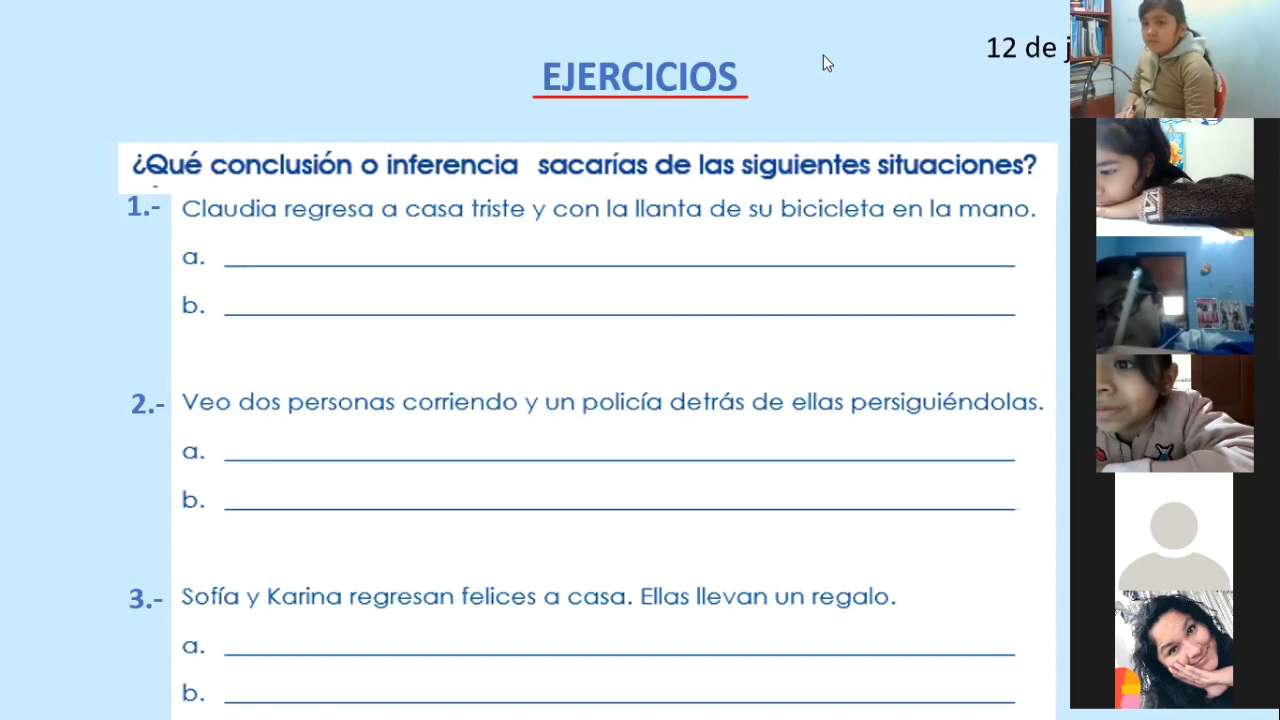 12 de j
EJERCICIOS
¿Qué conclusión o inferencia sacarías de las siguientes situaciones?
1.- Claudia regresa a casa triste y con la llanta de su bicicleta en la mano.
a.
b.
2.- Veo dos personas corriendo y un policía detrás de ellas persiguiéndolas.
a.
b.
3.- Sofía y Karina regresan felices a casa. Ellas llevan un regalo.
a.
b.